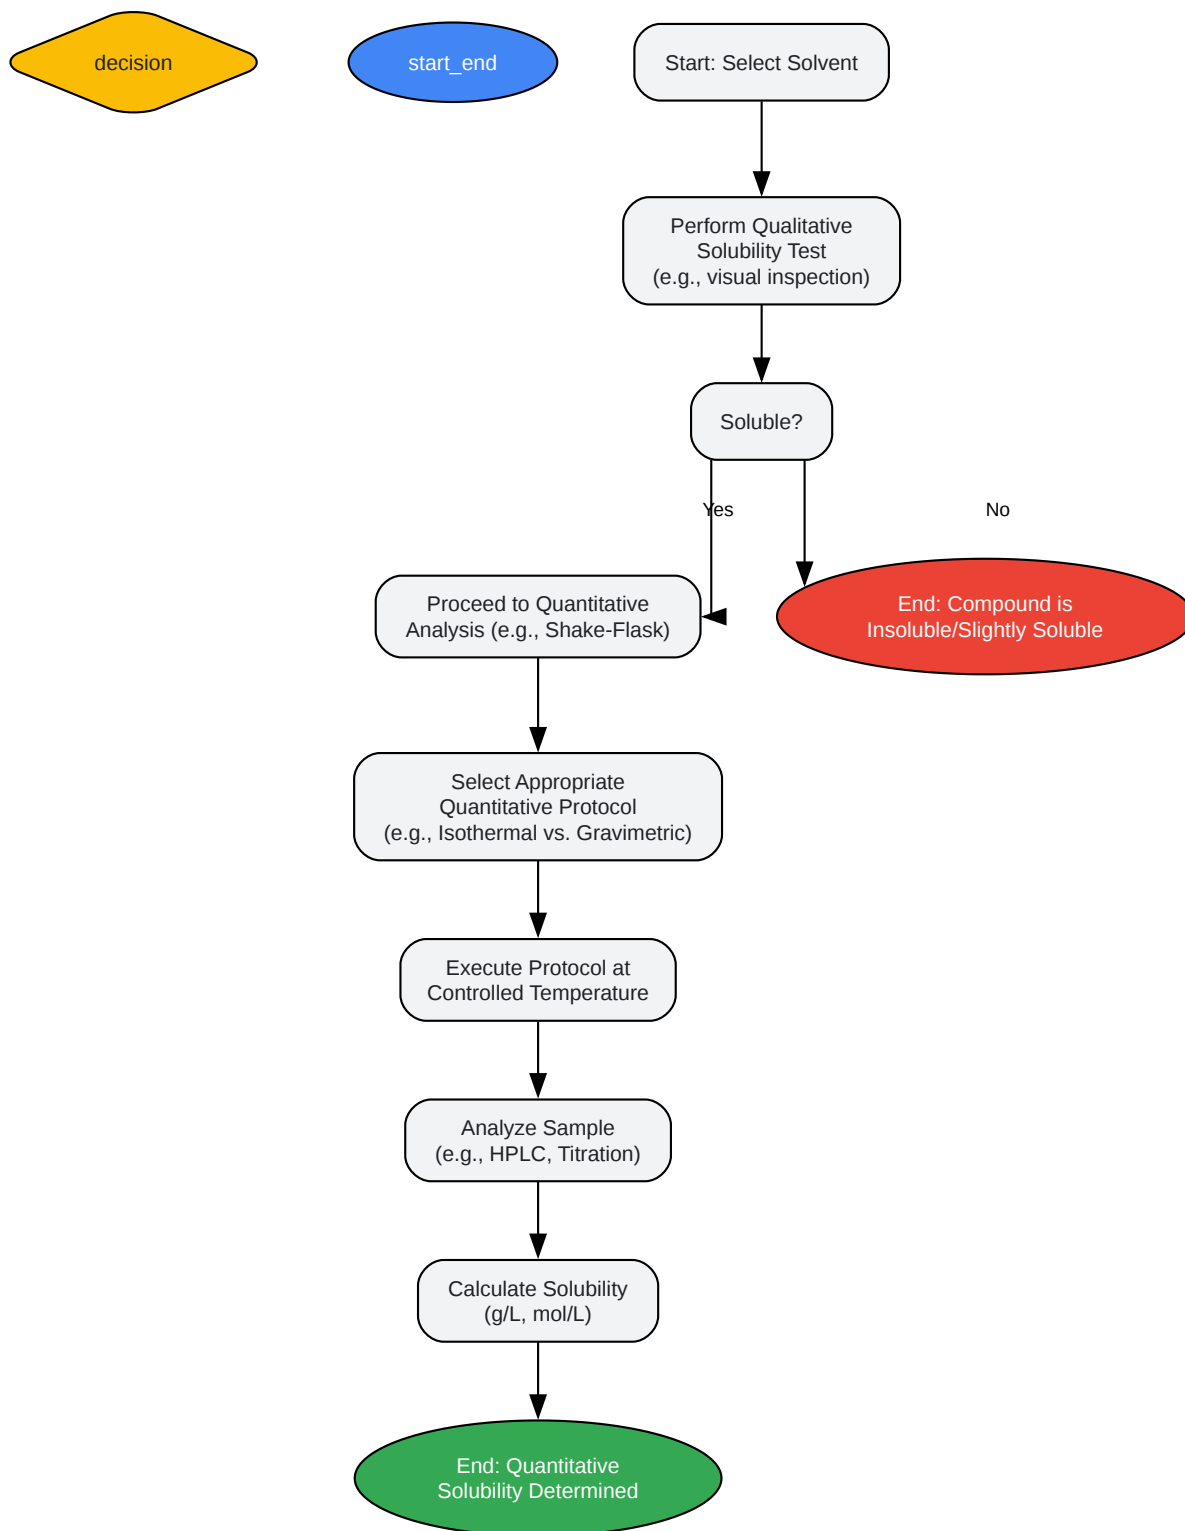 decision
start_end
Start: Select Solvent
Perform Qualitative
Solubility Test
(e.g., visual inspection)
Soluble?
Yes
No
Proceed to Quantitative
Analysis (e.g., Shake-Flask)
End: Compound is
Insoluble/Slightly Soluble
Select Appropriate
Quantitative Protocol
(e.g., Isothermal vs. Gravimetric)
Execute Protocol at
Controlled Temperature
Analyze Sample
(e.g., HPLC, Titration)
Calculate Solubility
(g/L, mol/L)
End: Quantitative
Solubility Determined